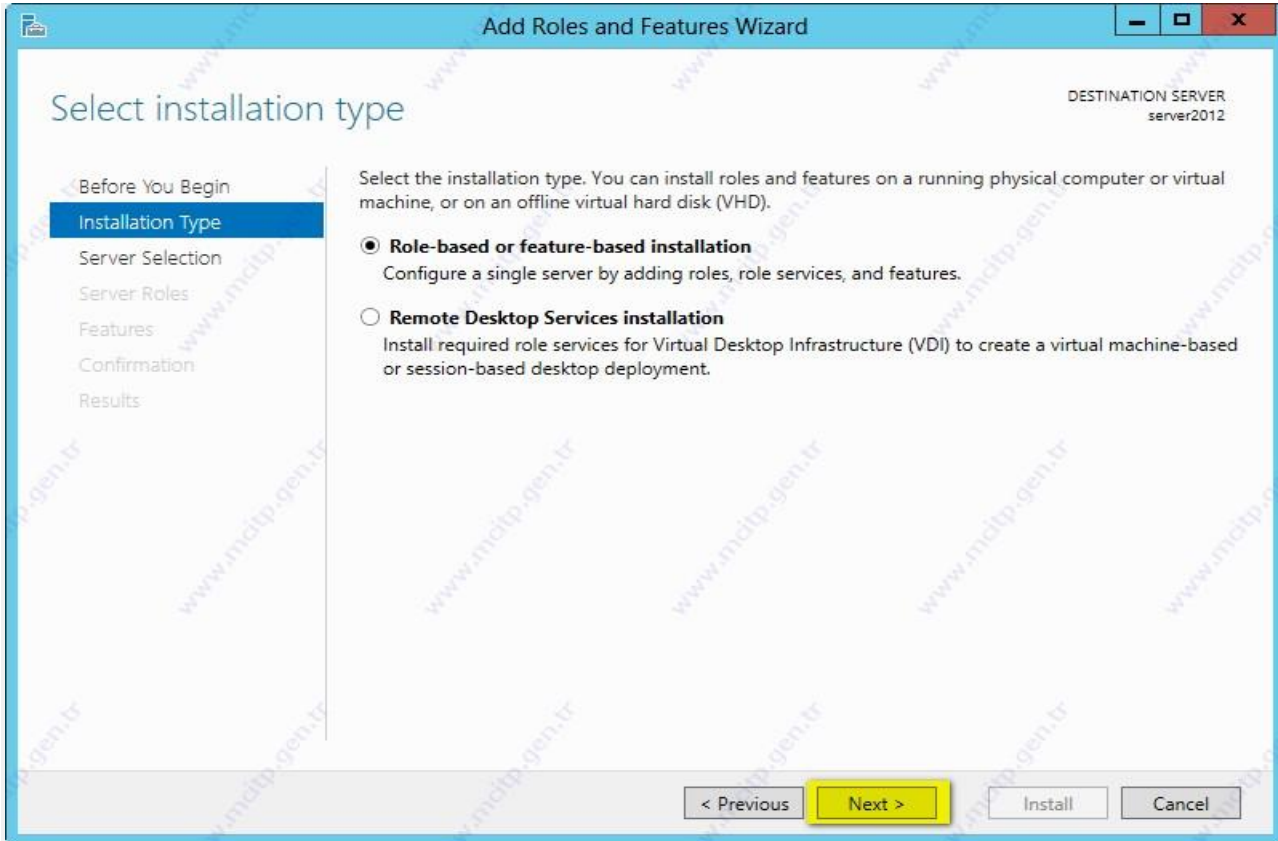 Add Roles and Features Wizard
Select installation type
DESTINATION SERVER
server2012
Before You Begin
Installation Type
Server Selection
Server Roles
Features
Confirmation
Results
Select the installation type. You can install roles and features on a running physical computer or virtual
machine, or on an offline virtual hard disk (VHD).
Role-based or feature-based installation
Configure a single server by adding roles, role services, and features.
Remote Desktop Services installation
Install required role services for Virtual Desktop Infrastructure (VDI) to create a virtual machine-based
or session-based desktop deployment.
< Previous
Next >
Install
Cancel
www.mcitp.gen.tr